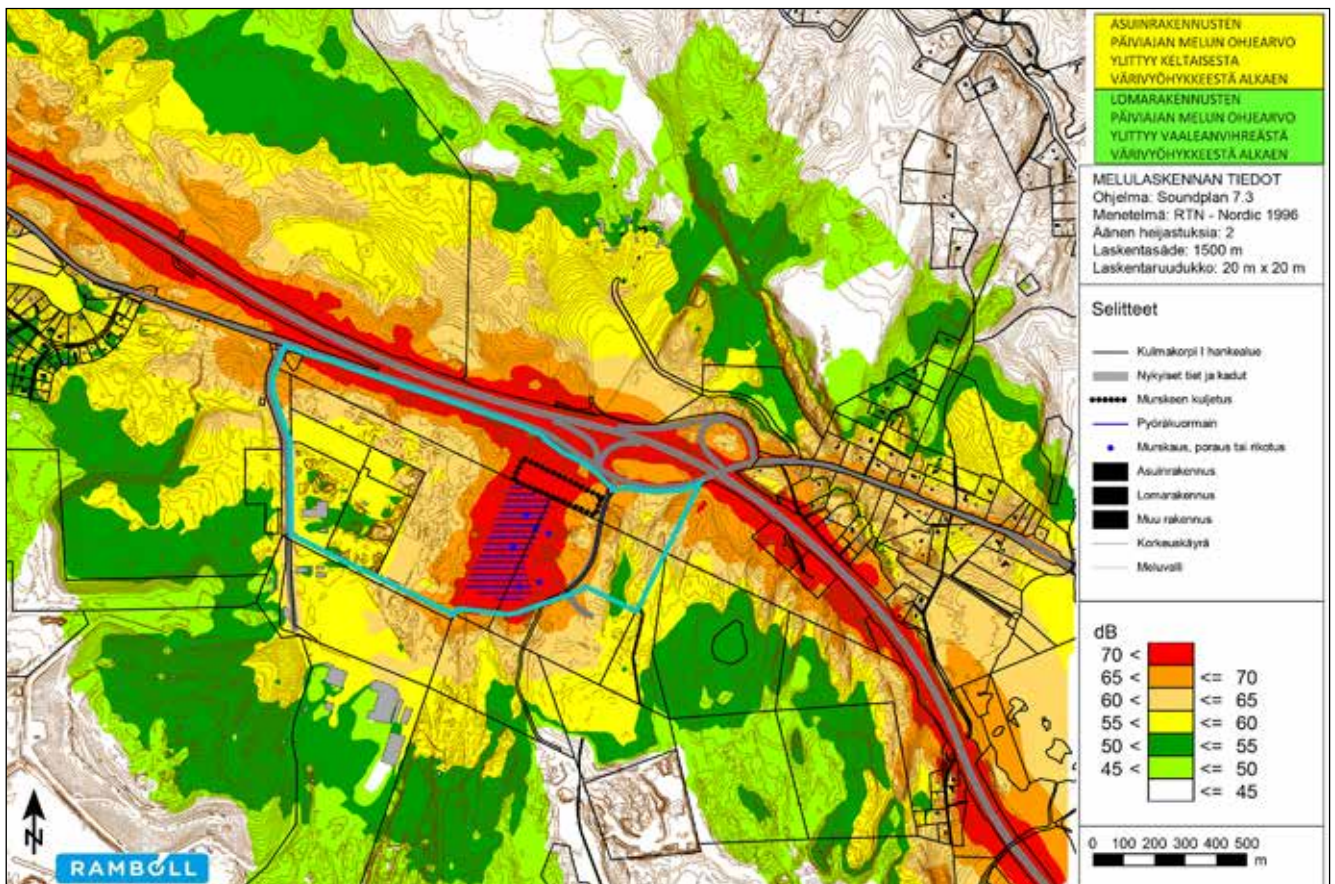 ASUINRAKENNUSTEN
PÄIVIAJAN MELUN OHJEARVO
YLITTYY KELTAISESTA
VÄRIVYÖHYKKEESTÄ ALKAEN
LOMARAKENNUSTEN
PÄIVIAJAN MELUN OHJEARVO
YLITTYY VAALEANVIHREÄSTÄ
VÄRIVYÖHYKKEESTÄ ALKAEN
MELULASKENNAN TIEDOT
Ohjelma: Soundplan 7.3
Menetelmä: RTN - Nordic 1996
Äänen heijastuksia: 2
Laskentasäde: 1500 m
Laskentaruudukko: 20 m x 20 m
Selitteet
Kulmakorpi I hankealue
Nykyiset tiet ja kadut
Murskeen kuljetus
Pyöräkuormain
Murskaus, poraus tai rikotus
Asuinrakennus
Lomarakennus
Muu rakennus
Korkeuskäyrä
Meluvalli
dB
70 <
65 < <= 70
60 < <= 65
55 < <= 60
50 < <= 55
45 < <= 50
<= 45
0 100 200 300 400 500
m
N
RAMBOLL